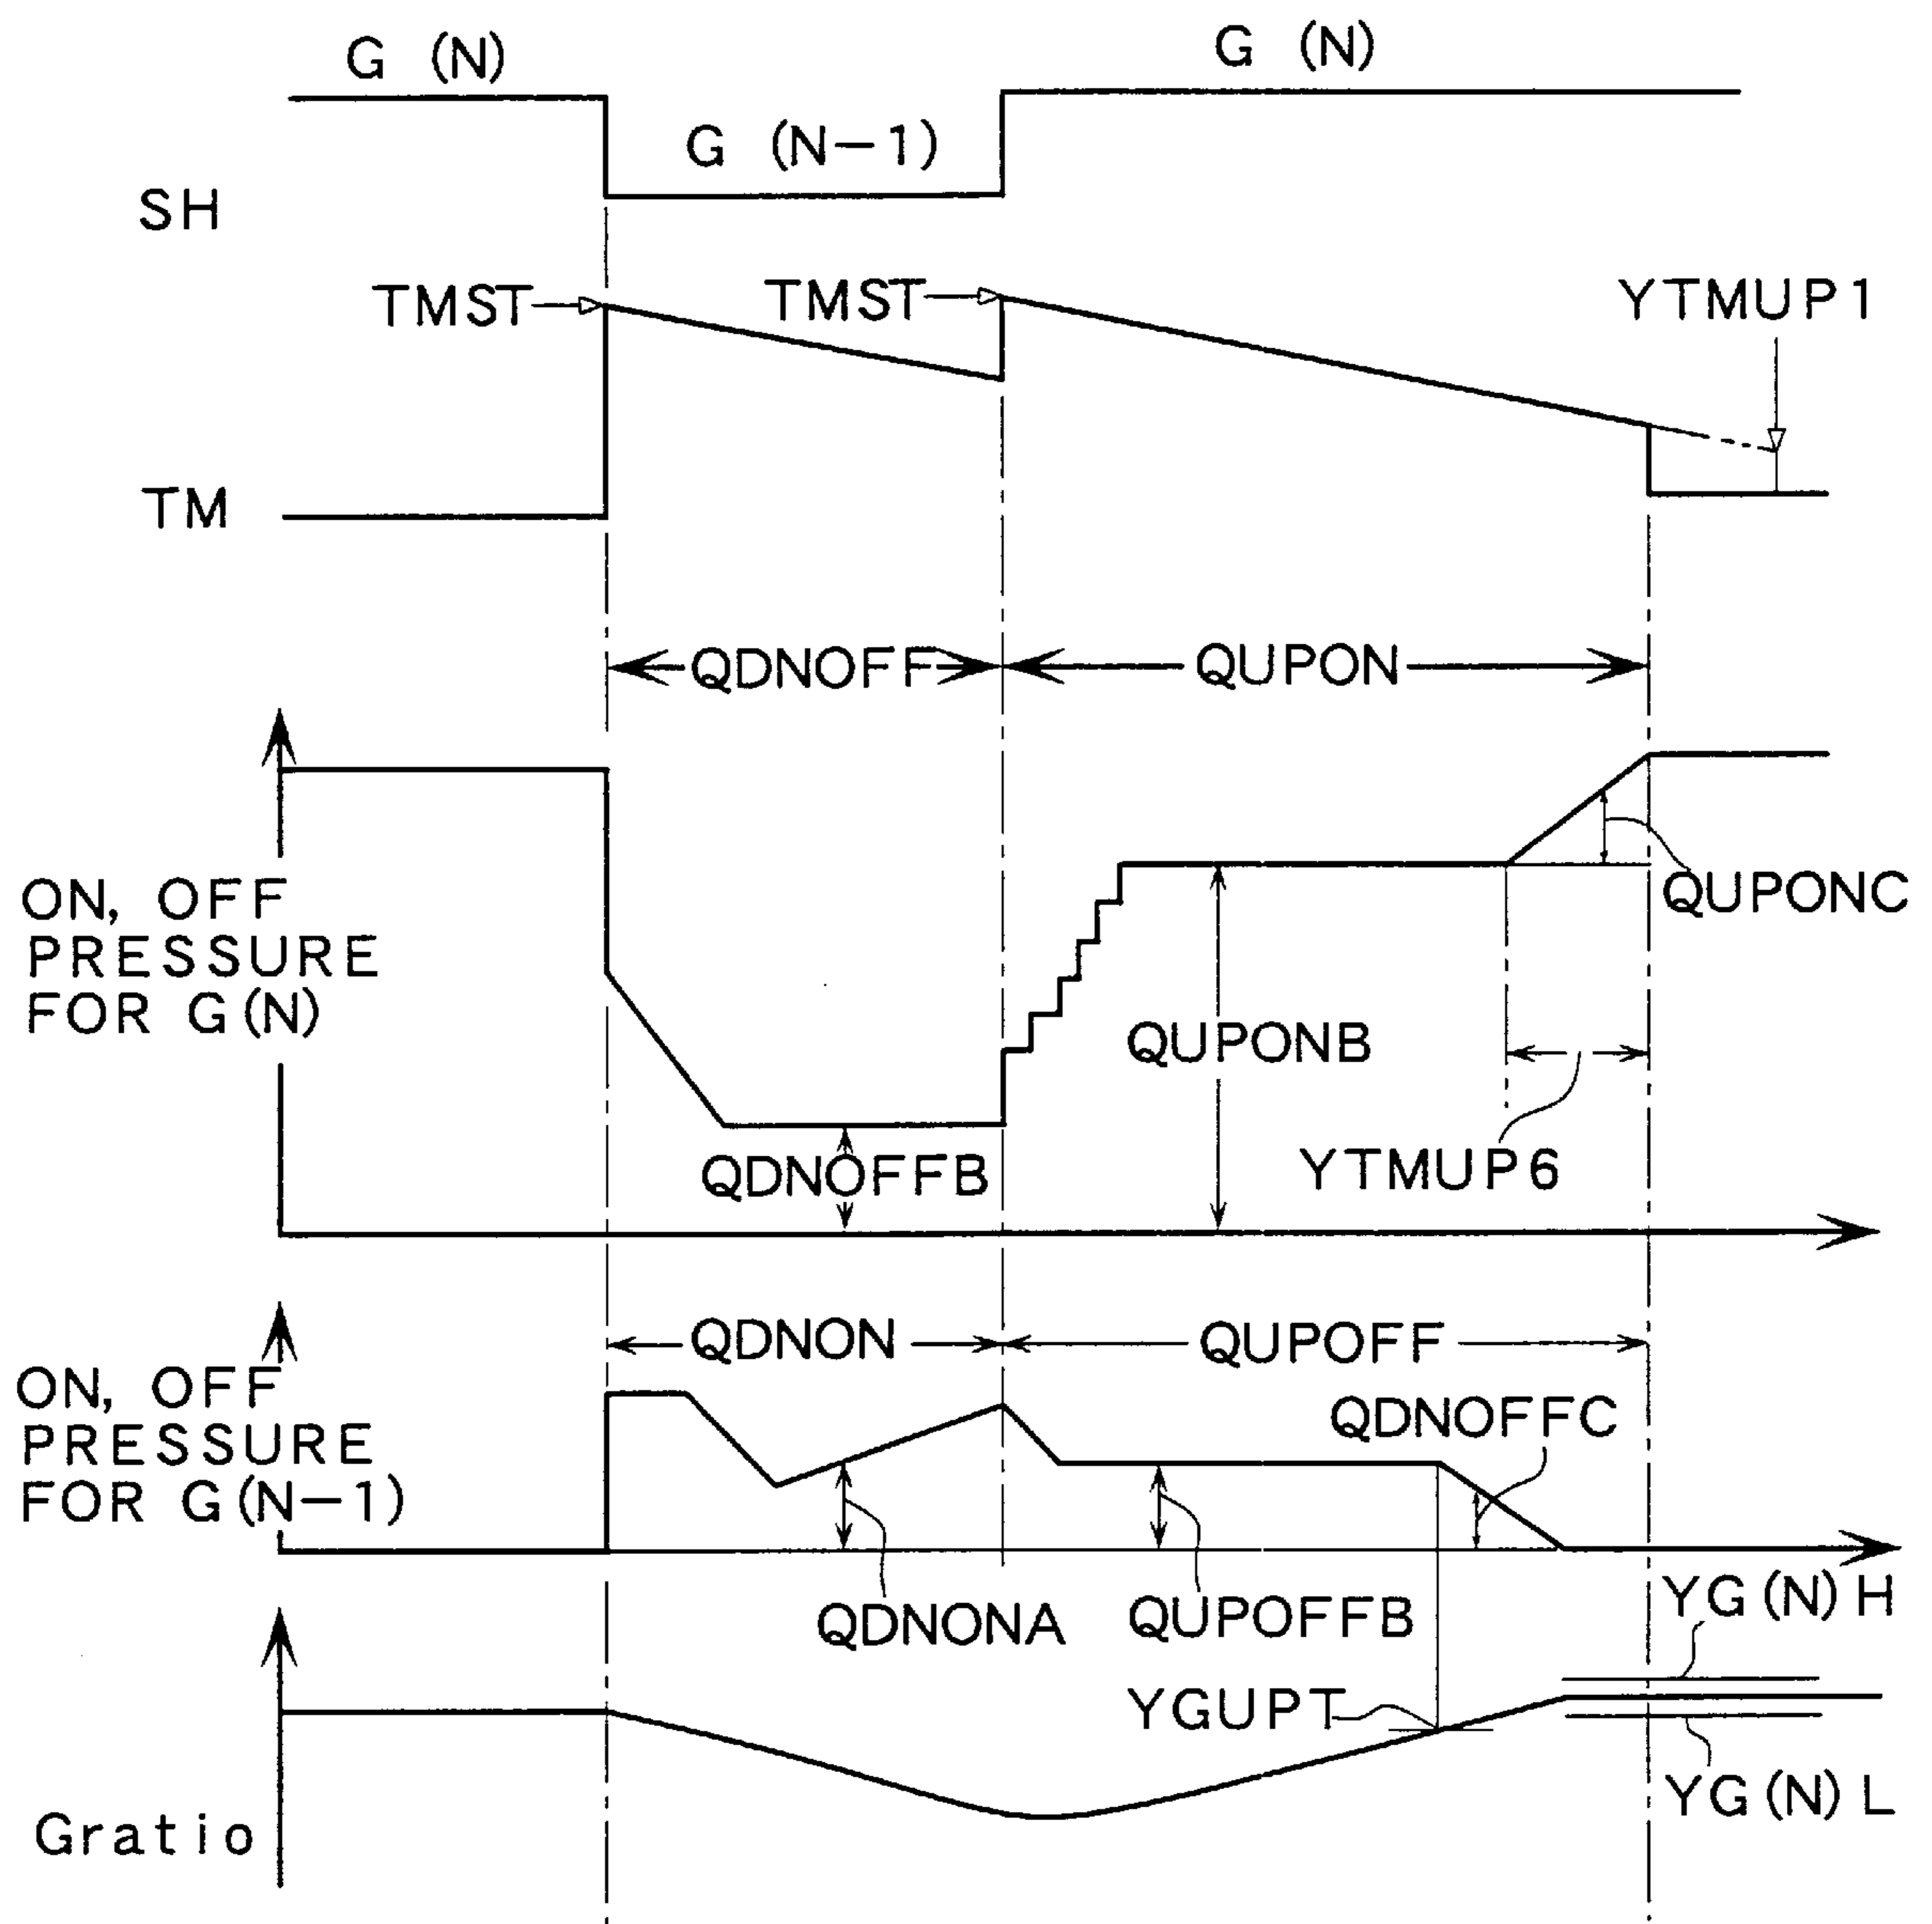 G (N)
G (N)
G (N-1)
SH
TMST
TMST
YTMUP1
TM
QDNOFF
QUPON
ON, OFF
PRESSURE
FOR G(N)
QUPONC
QUPONB
YTMUP6
QDNOFFB
QDNON
QUPOFF
ON, OFF
PRESSURE
FOR G(N-1)
QDNOFFC
QDNONA
QUPOFFB
YG(N)H
YGUPT
YG(N)L
Gratio